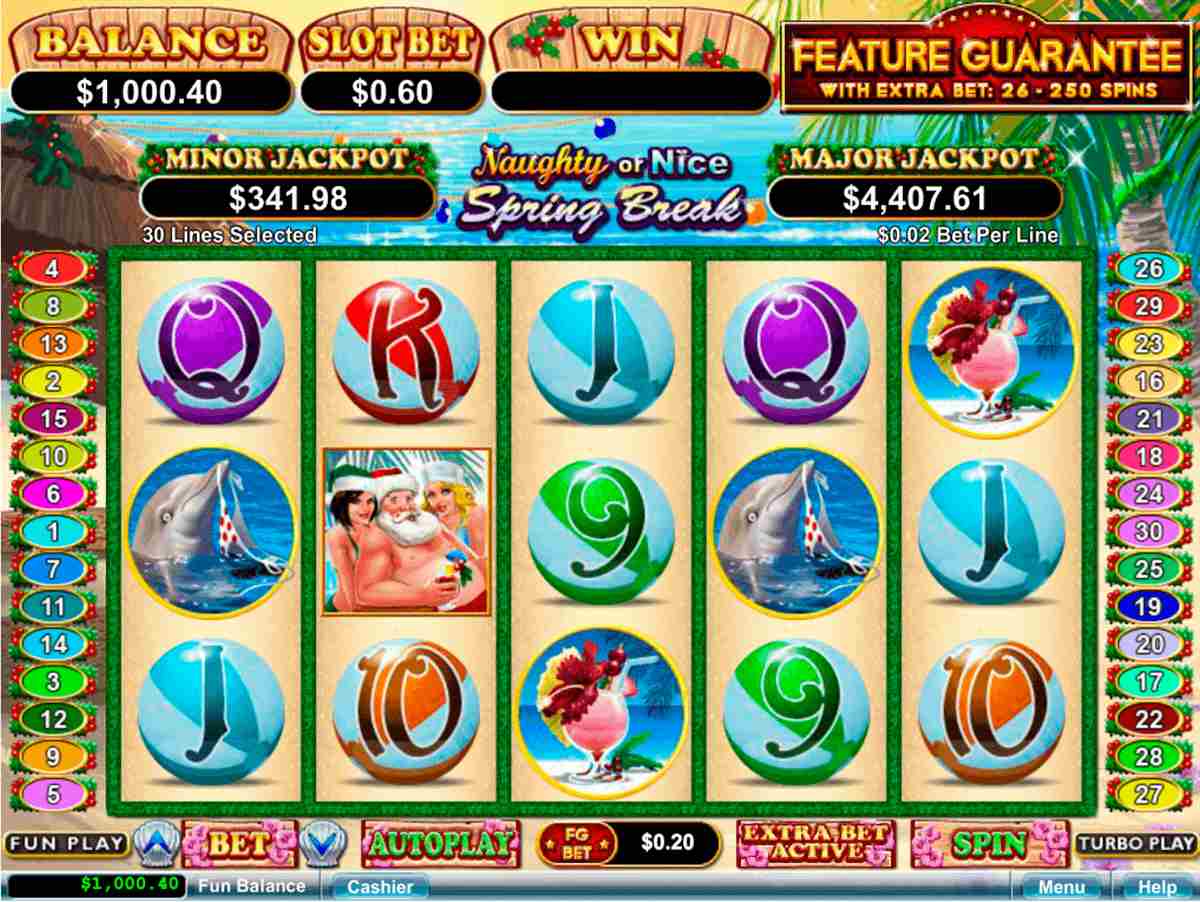 BALANCE
SLOT BET
WIN
FEATURE GUARANTEE
$1,000.40
$0.60
WITH EXTRA BET: 26 - 250 SPINS
MINOR JACKPOT
Naughty or Nice
MAJOR JACKPOT
$341.98
Spring Break
$4,407.61
30 Lines Selected
$0.02 Bet Per Line
4
26
8
29
13
23
2
16
15
21
10
18
6
24
1
30
7
25
11
19
14
20
3
17
12
22
9
28
5
27
Q K J Q
9 J
J 10 9 10
FUN PLAY
BET
AUTOPLAY
FG BET
$0.20
EXTRA BET ACTIVE
SPIN
TURBO PLAY
$1,000.40
Fun Balance
Cashier
Menu
Help